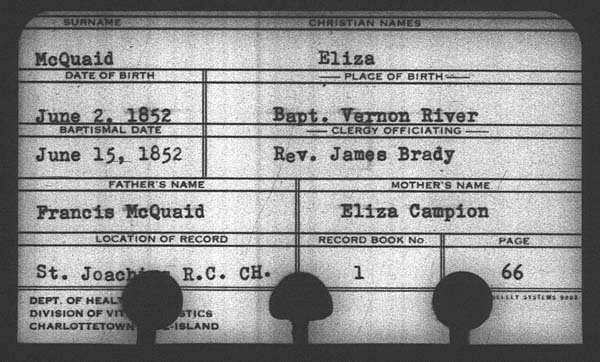 SURNAME CHRISTIAN NAMES
McQuaid Eliza
DATE OF BIRTH PLACE OF BIRTH
June 2, 1852 Bapt. Vernon River
BAPTISMAL DATE CLERGY OFFICIATING
June 15, 1852 Rev. James Brady
FATHER'S NAME MOTHER'S NAME
Francis McQuaid Eliza Campion
LOCATION OF RECORD RECORD BOOK No. PAGE
St. R.C. CH. 1 66
DEPT. OF SYSTEMS
DIVISION OF
CHARLOTTETOWN